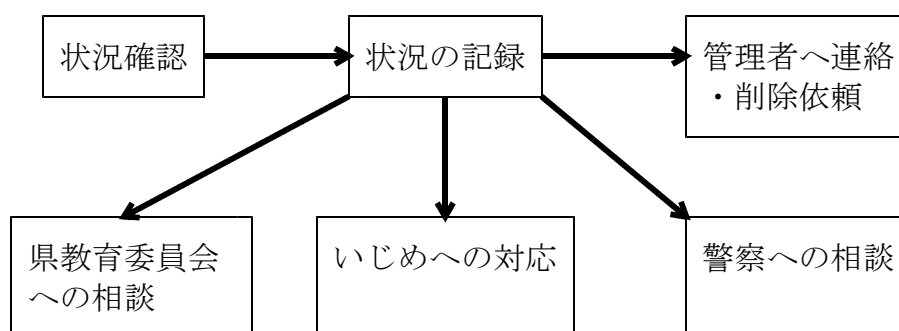 状況確認
状況の記録
管理者へ連絡
・削除依頼
県教育委員会
への相談
いじめへの対応
警察への相談